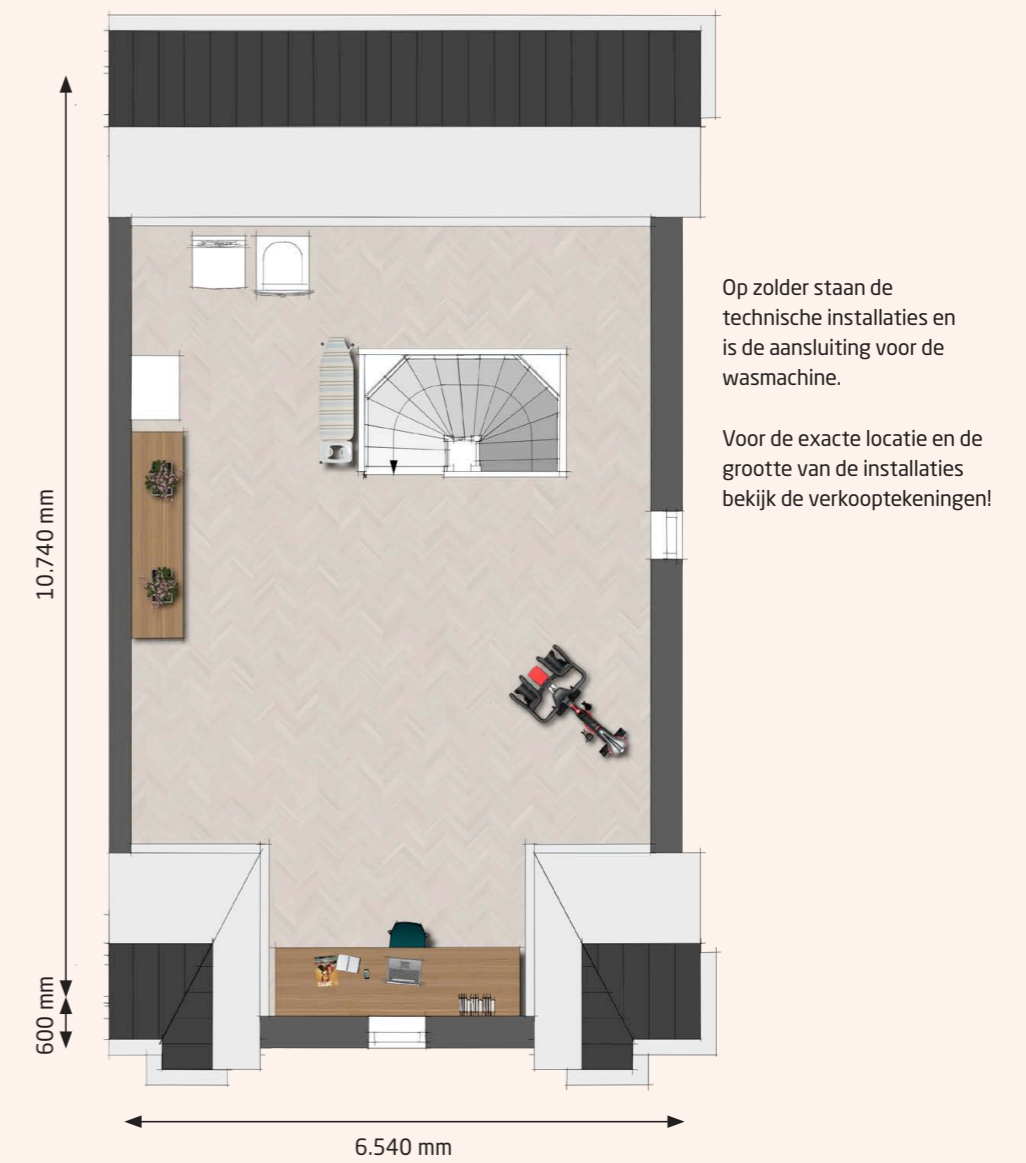 10.740 mm
600 mm
6.540 mm
Op zolder staan de
technische installaties en
is de aansluiting voor de
wasmachine.
Voor de exacte locatie en de
grootte van de installaties
bekijk de verkooptekeningen!